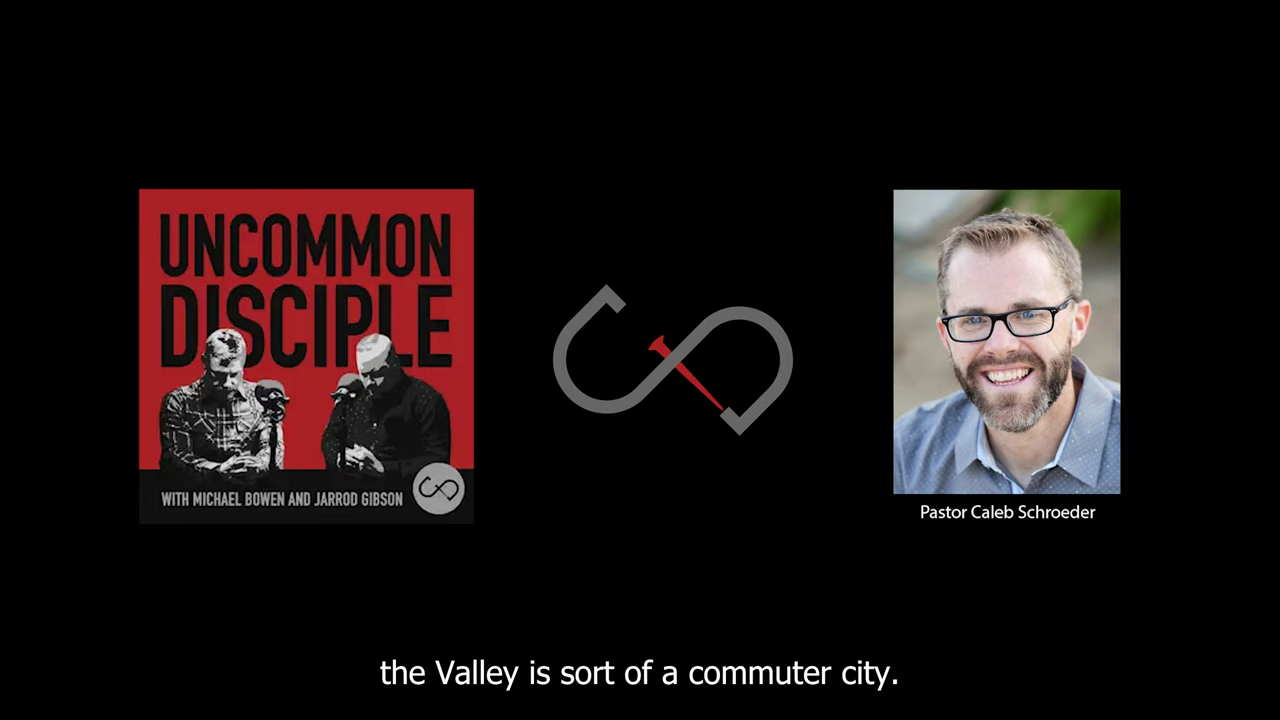 UNCOMMON
DISCIPLE
WITH MICHAEL BOWEN AND JARROD GIBSON
Pastor Caleb Schroeder
the Valley is sort of a commuter city.